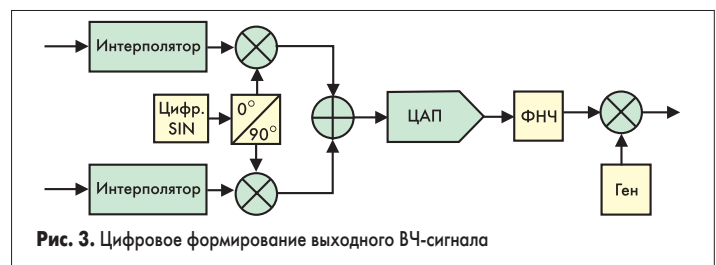 Интерполятор
Цифр.
SIN
0°
90°
ЦАП
ФНЧ
Интерполятор
Ген
Рис. 3. Цифровое формирование выходного ВЧ-сигнала